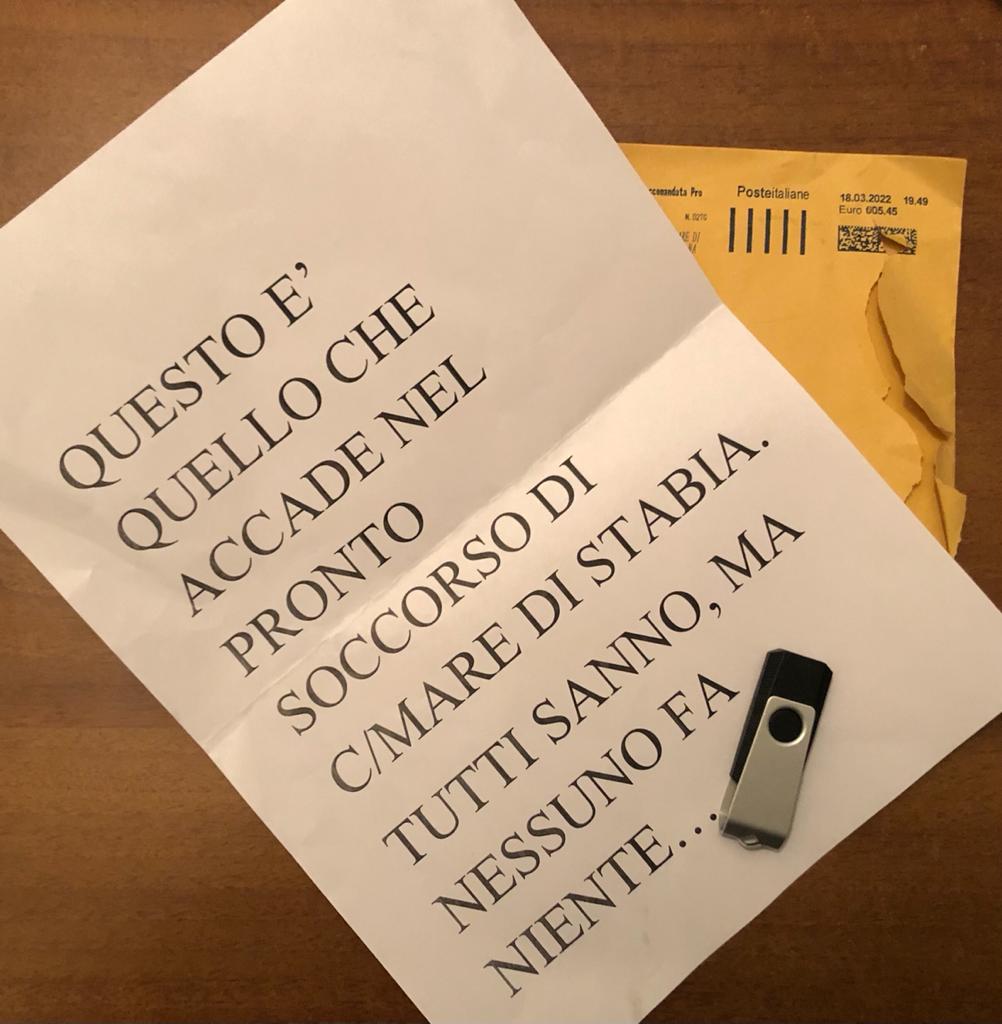 QUESTO E’
QUELLO CHE
ACCADE NEL
PRONTO
SOCCORSO DI
C/MARE DI STABIA.
TUTTI SANNO, MA
NESSUNO FA
NIENTE...
Pro
Posteitaliane
18.03.2022 19.49
Euro 005.45